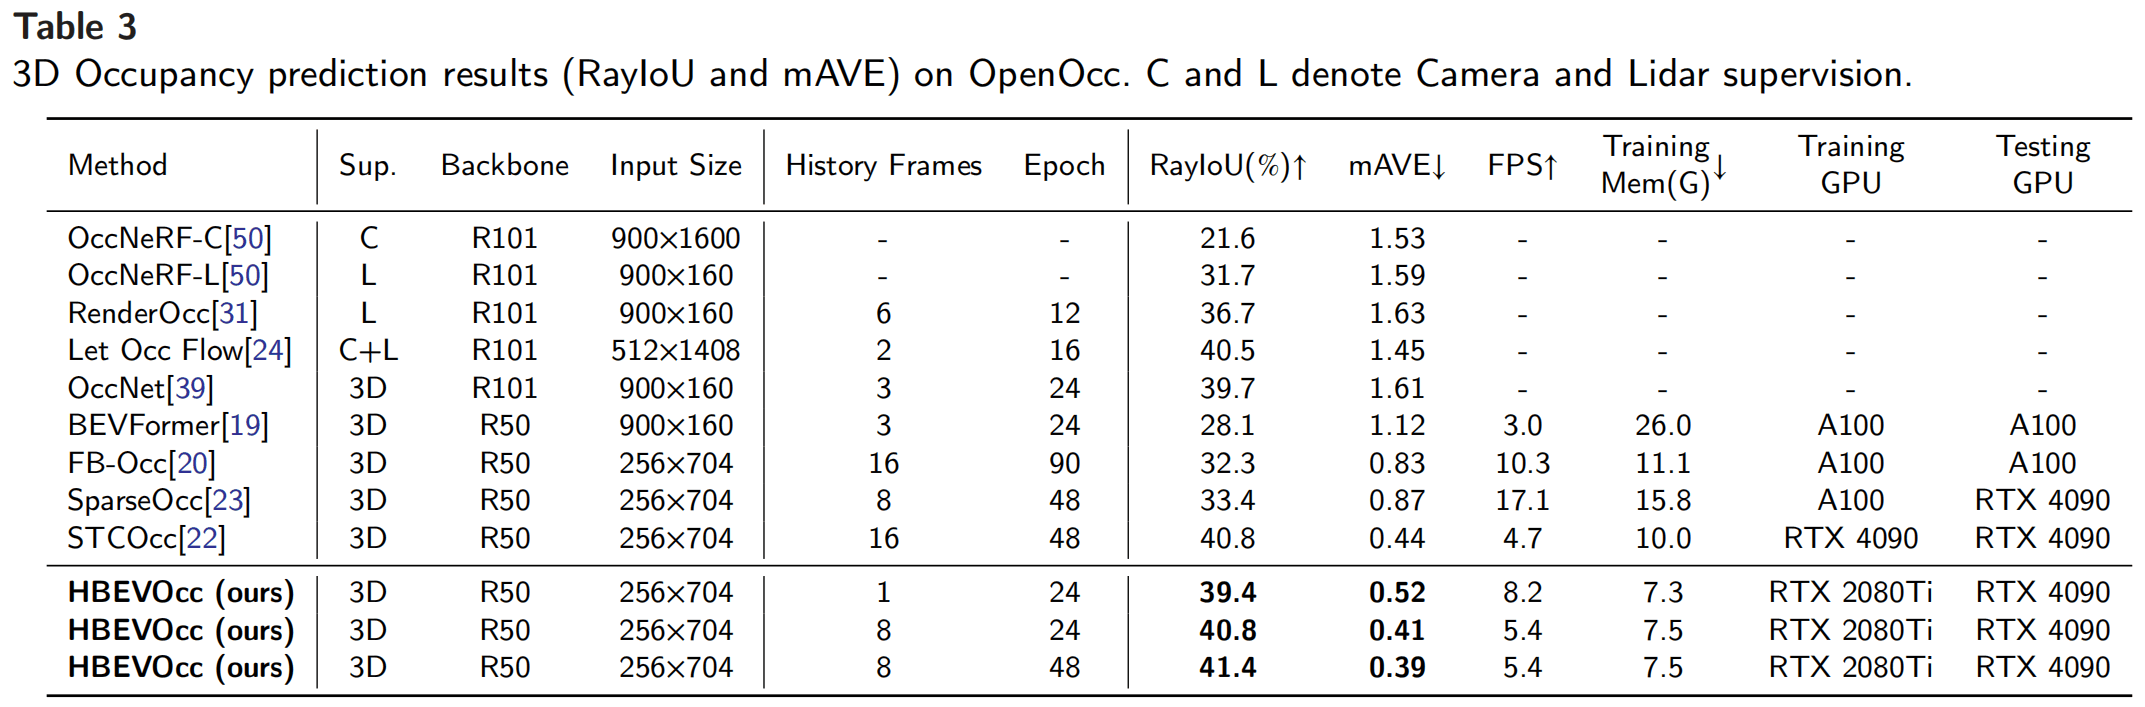 Table 3
3D Occupancy prediction results (RayIoU and mAVE) on OpenOcc. C and L denote Camera and Lidar supervision.
Method Sup. Backbone Input Size History Frames Epoch RayIoU(%)↑ mAVE↓ FPS↑ Training Mem(G)↓ Training GPU Testing GPU
OccNeRF-C[50] C R101 900×1600 - - 21.6 1.53 - - - -
OccNeRF-L[50] L R101 900×160 - - 31.7 1.59 - - - -
RenderOcc[31] L R101 900×160 6 12 36.7 1.63 - - - -
Let Occ Flow[24] C+L R101 512×1408 2 16 40.5 1.45 - - - -
OccNet[39] 3D R101 900×160 3 24 39.7 1.61 - - - -
BEVFormer[19] 3D R50 900×160 3 24 28.1 1.12 3.0 26.0 A100 A100
FB-Occ[20] 3D R50 256×704 16 90 32.3 0.83 10.3 11.1 A100 A100
SparseOcc[23] 3D R50 256×704 8 48 33.4 0.87 17.1 15.8 A100 RTX 4090
STCOcc[22] 3D R50 256×704 16 48 40.8 0.44 4.7 10.0 RTX 4090 RTX 4090
HBEVOcc (ours) 3D R50 256×704 1 24 39.4 0.52 8.2 7.3 RTX 2080Ti RTX 4090
HBEVOcc (ours) 3D R50 256×704 8 24 40.8 0.41 5.4 7.5 RTX 2080Ti RTX 4090
HBEVOcc (ours) 3D R50 256×704 8 48 41.4 0.39 5.4 7.5 RTX 2080Ti RTX 4090